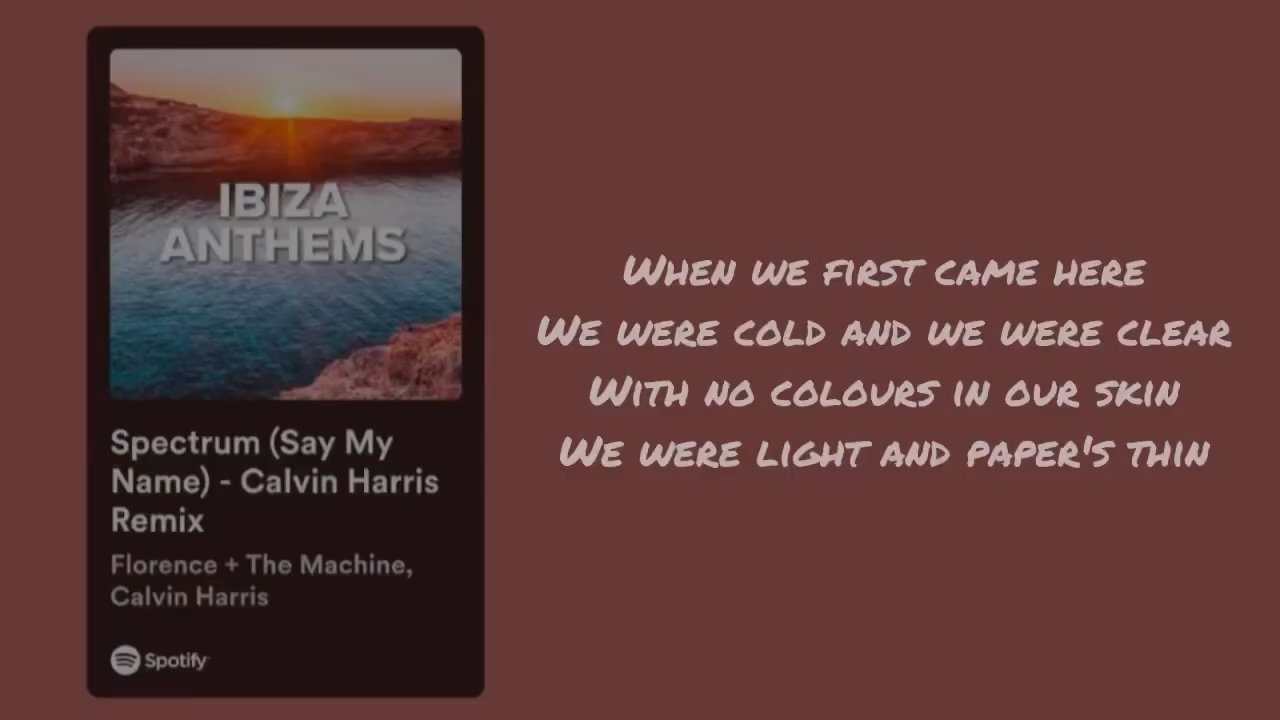 IBIZA
ANTHEMS
Spectrum (Say My
Name) - Calvin Harris
Remix
Florence + The Machine,
Calvin Harris
Spotify
WHEN WE FIRST CAME HERE
WE WERE COLD AND WE WERE CLEAR
WITH NO COLOURS IN OUR SKIN
WE WERE LIGHT AND PAPER'S THIN